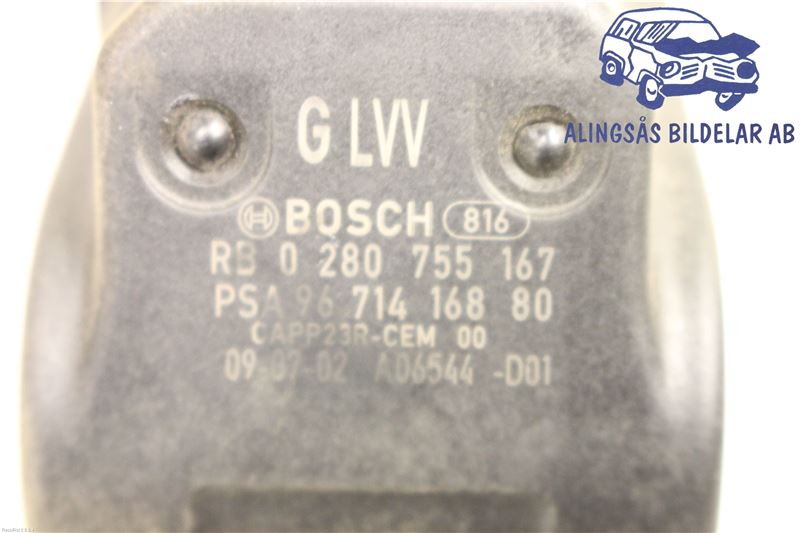 ALINGSÅS BILDELAR AB
G LW
BOSCH 816
RB 0 280 755 167
PSA 96 714 168 80
CAPP23R-CEM 00
09-07-02 A06544 -D01